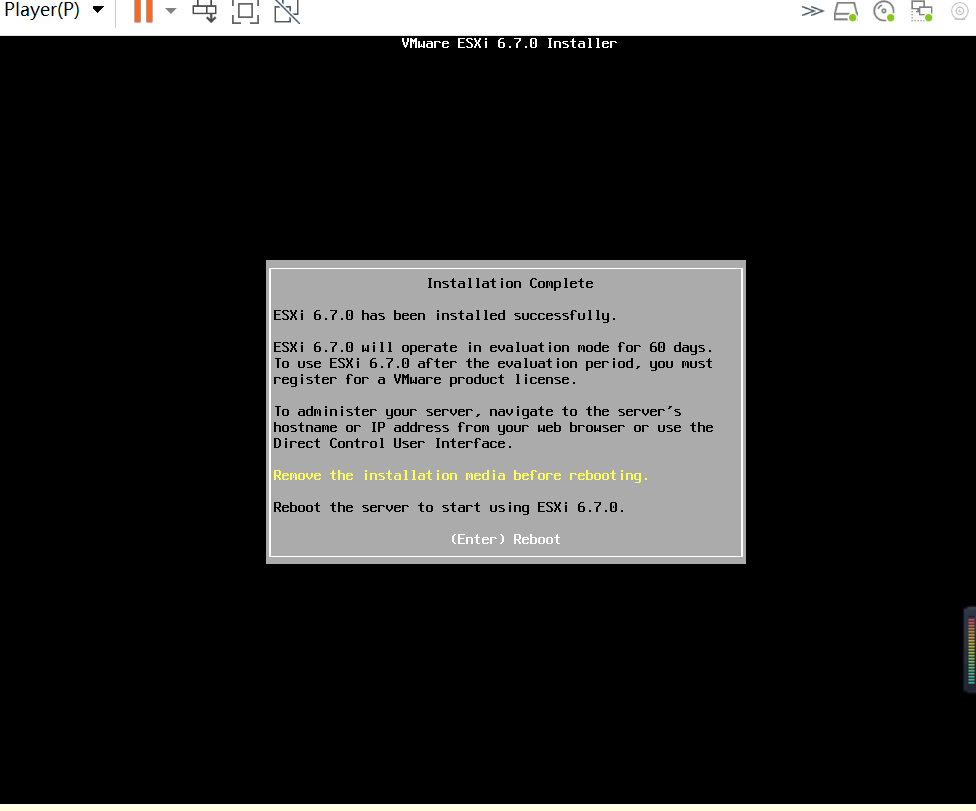 Player(P)
VMware ESXi 6.7.0 Installer
Installation Complete
ESXi 6.7.0 has been installed successfully.
ESXi 6.7.0 will operate in evaluation mode for 60 days.
To use ESXi 6.7.0 after the evaluation period, you must
register for a VMware product license.
To administer your server, navigate to the server's
hostname or IP address from your web browser or use the
Direct Control User Interface.
Remove the installation media before rebooting.
Reboot the server to start using ESXi 6.7.0.
(Enter) Reboot